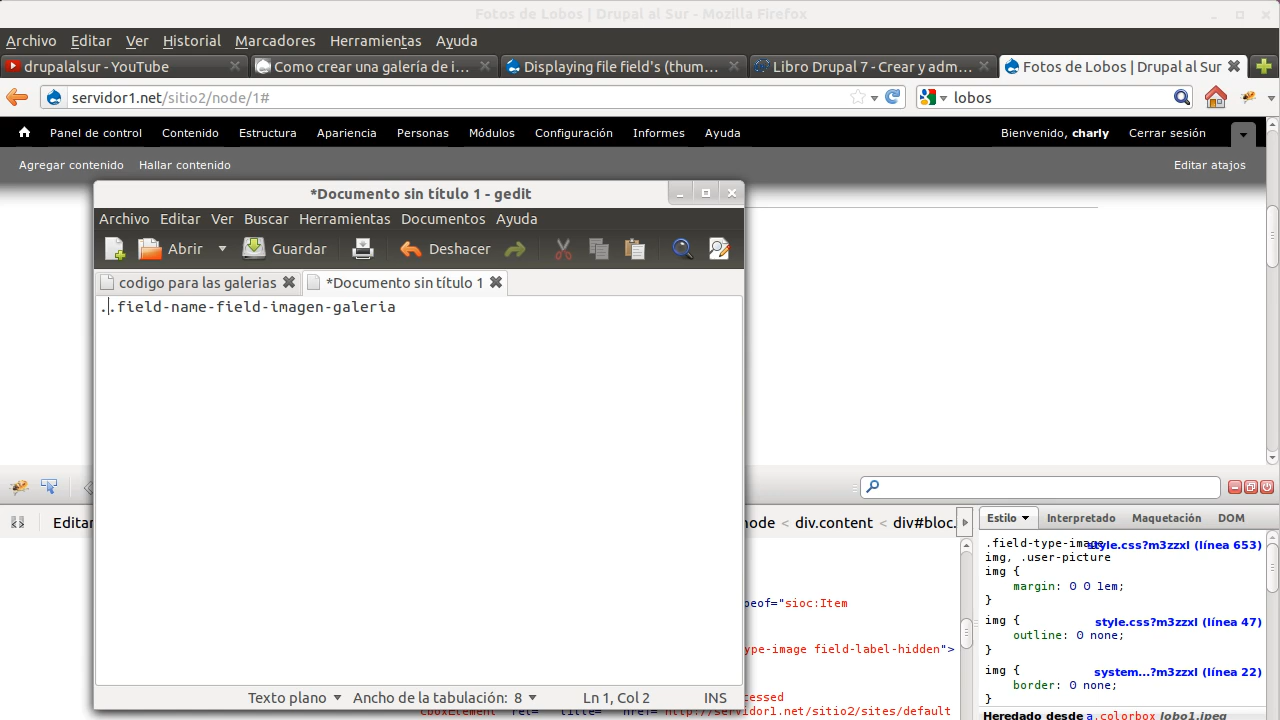 Fotos de Lobos | Drupal al Sur - Mozilla Firefox
Archivo Editar Ver Historial Marcadores Herramientas Ayuda
drupalalsur - YouTube
Como crear una galería de i...
Displaying file field's (thum...
Libro Drupal 7 - Crear y adm...
Fotos de Lobos | Drupal al Sur
servidor1.net/sitio2/node/1#
lobos
Panel de control Contenido Estructura Apariencia Personas Módulos Configuración Informes Ayuda
Bienvenido, charly Cerrar sesión
Agregar contenido Hallar contenido
Editar atajos
*Documento sin título 1 - gedit
Archivo Editar Ver Buscar Herramientas Documentos Ayuda
Abrir Guardar Deshacer
codigo para las galerias
*Documento sin título 1
..field-name-field-imagen-galeria
Texto plano Ancho de la tabulación: 8 Ln 1, Col 2 INS
Editar
node < div.content < div#bloc.
Estilo Interpretado Maquetación DOM
peof="sioc:Item
ype-image field-label-hidden">
cessed
http://servidor1.net/sitio2/sites/default
.field-type-image
style.css?m3zzxl (línea 653)
img, .user-picture
img {
margin: 0 0 1em;
}
img {
style.css?m3zzxl (línea 47)
outline: 0 none;
}
img {
system...?m3zzxl (línea 22)
border: 0 none;
}
Heredado desde a.colorbox lobo1.jpeg